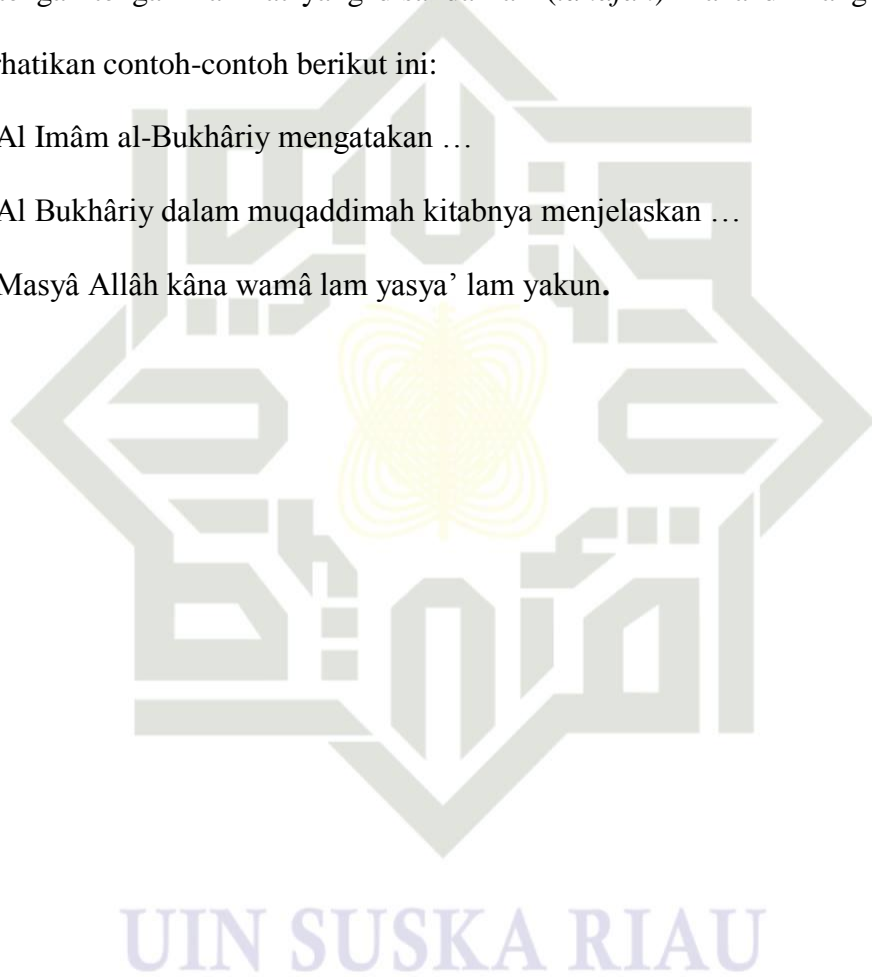 yang
hatikan contoh-contoh berikut ini:
Al Imâm al-Bukhâriy mengatakan …
Al Bukhâriy dalam muqaddimah kitabnya menjelaskan …
Masyâ Allâh kâna wamâ lam yasya’ lam yakun.
UIN SUSKA RIAU